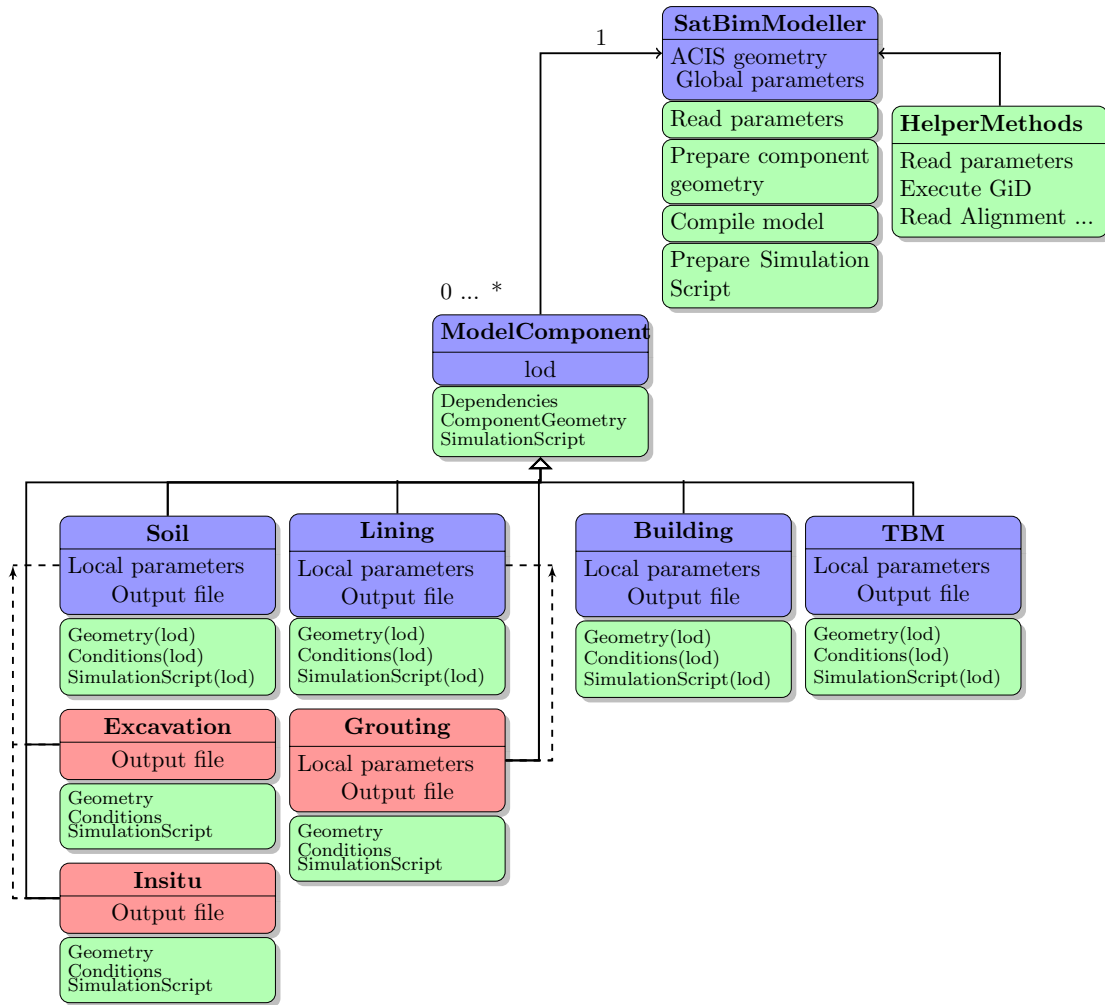 SatBimModeller
ACIS geometry
Global parameters
Read parameters
Prepare component
geometry
Compile model
Prepare Simulation
Script
HelperMethods
Read parameters
Execute GiD
Read Alignment ...
1
0 ... *
ModelComponent
lod
Dependencies
ComponentGeometry
SimulationScript
Soil
Local parameters
Output file
Geometry(lod)
Conditions(lod)
SimulationScript(lod)
Lining
Local parameters
Output file
Geometry(lod)
Conditions(lod)
SimulationScript(lod)
Building
Local parameters
Output file
Geometry(lod)
Conditions(lod)
SimulationScript(lod)
TBM
Local parameters
Output file
Geometry(lod)
Conditions(lod)
SimulationScript(lod)
Excavation
Output file
Geometry
Conditions
SimulationScript
Grouting
Local parameters
Output file
Geometry
Conditions
SimulationScript
Insitu
Output file
Geometry
Conditions
SimulationScript